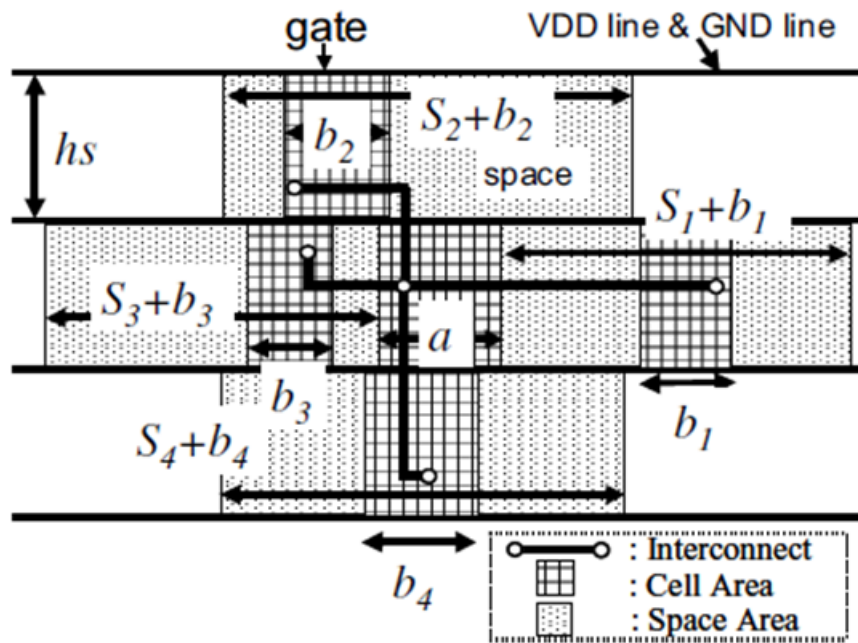 gate
VDD line & GND line
hs
b₂
S₂+b₂
space
S₁+b₁
S₃+b₃
a
b₃
b₁
S₄+b₄
b₄
: Interconnect
: Cell Area
: Space Area